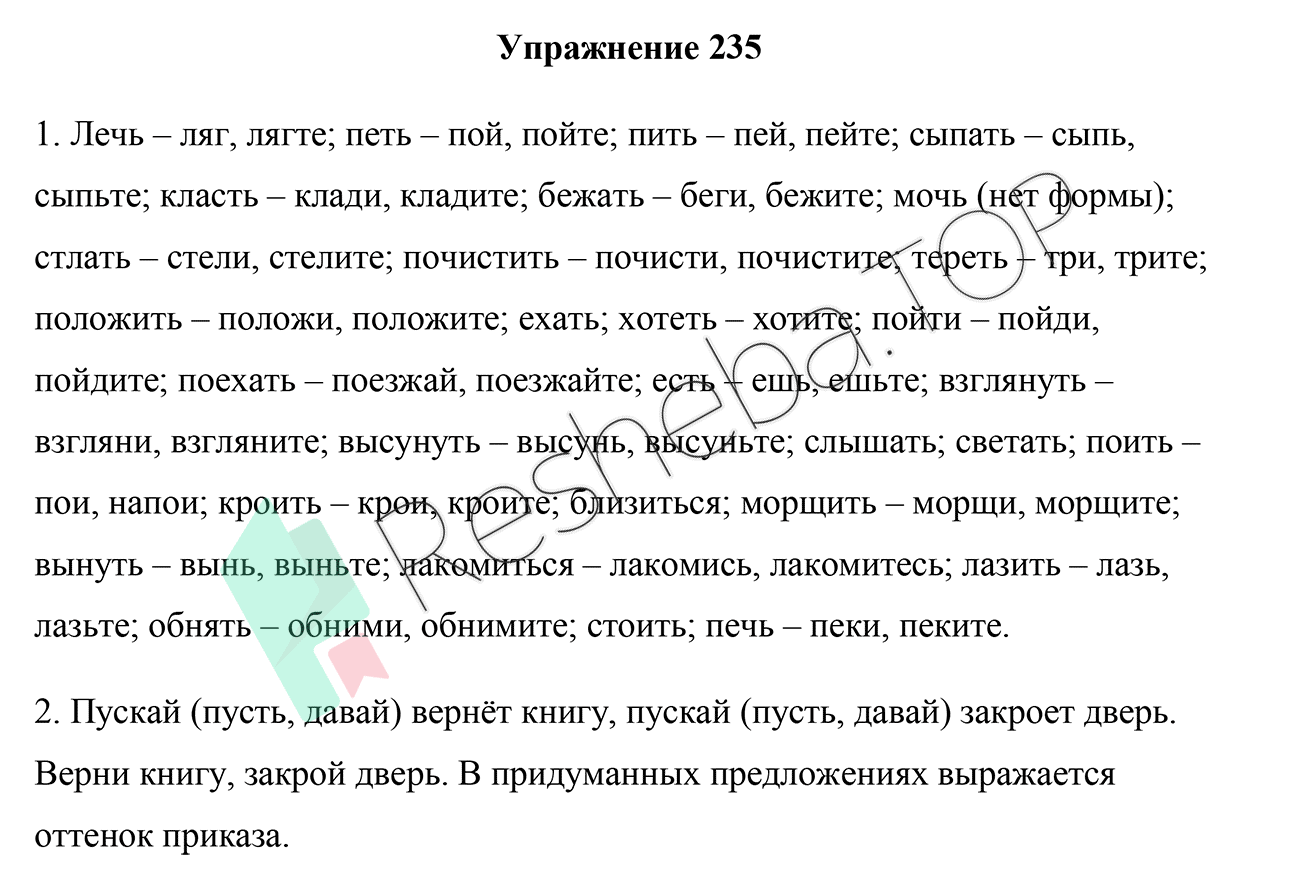 Упражнение 235
1. Лечь – ляг, лягте; петь – пой, пойте; пить – пей, пейте; сыпать – сыпь,
сыпьте; класть – клади, кладите; бежать – беги, бежите; мочь (нет формы);
стлать – стели, стелите; почистить – почисти, почистите; тереть – три, трите;
положить – положи, положите; ехать; хотеть – хотите; пойти – пойди,
пойдите; поехать – поезжай, поезжайте; есть – ешь, ешьте; взглянуть –
взгляни, взгляните; высунуть – высунь, высуньте; слышать; светать; поить –
пои, напои; кроить – крои, кроите; близиться; морщить – морщи, морщите;
вынуть – вынь, выньте; лакомиться – лакомись, лакомитесь; лазить – лазь,
лазьте; обнять – обними, обнимите; стоить; печь – пеки, пеките.
2. Пускай (пусть, давай) вернёт книгу, пускай (пусть, давай) закроет дверь.
Верни книгу, закрой дверь. В придуманных предложениях выражается
оттенок приказа.
Resheba.TOP